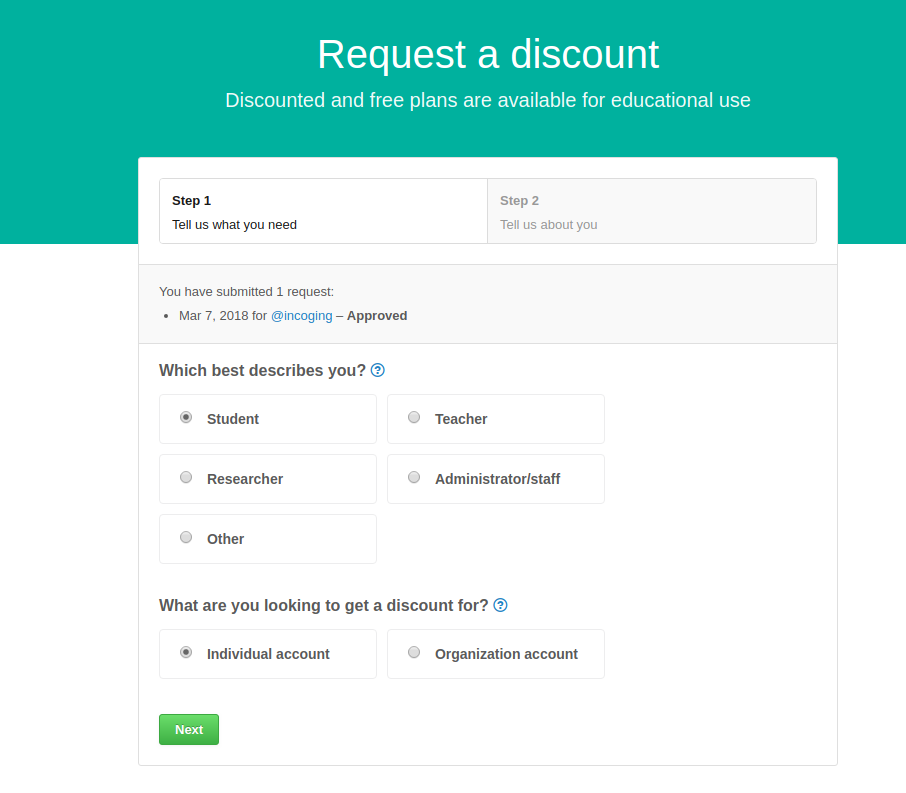 Request a discount
Discounted and free plans are available for educational use
Step 1
Tell us what you need
Step 2
Tell us about you
You have submitted 1 request:
• Mar 7, 2018 for @incoging – Approved
Which best describes you?
Student
Teacher
Researcher
Administrator/staff
Other
What are you looking to get a discount for?
Individual account
Organization account
Next